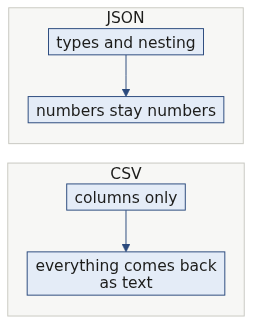 JSON
types and nesting
numbers stay numbers
CSV
columns only
everything comes back
as text